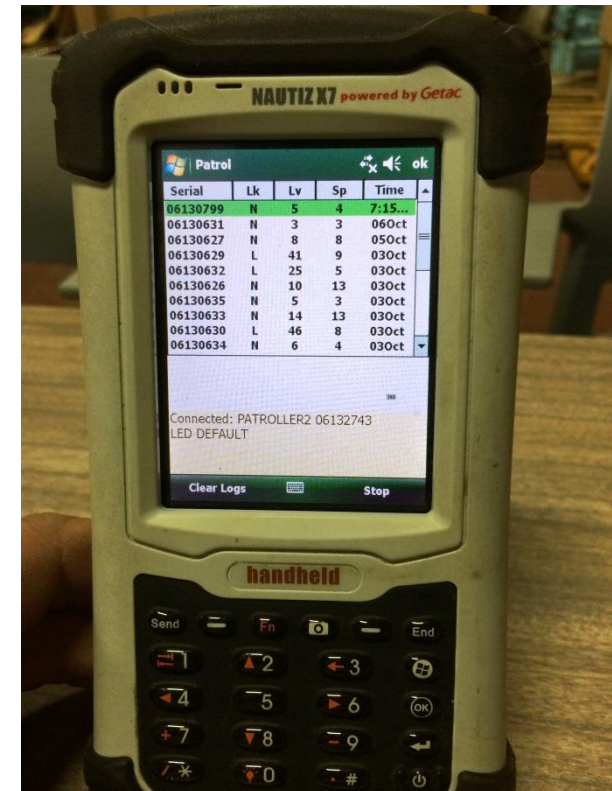 NAUTIZ X7 powered by Getac
Patrol ok
Serial Lk Lv Sp Time
06130799 N 5 4 7:15...
06130631 N 3 3 06Oct
06130627 N 8 8 05Oct
06130629 L 41 9 03Oct
06130632 L 25 5 03Oct
06130626 N 10 13 03Oct
06130635 N 5 3 03Oct
06130633 N 14 13 03Oct
06130630 L 46 8 03Oct
06130634 N 6 4 03Oct
Connected: PATROLLER2 06132743
LED DEFAULT
Clear Logs Stop
handheld
Send Fn End
1 2 3
4 5 6 OK
+ 7 8 - 9
* 0 . #